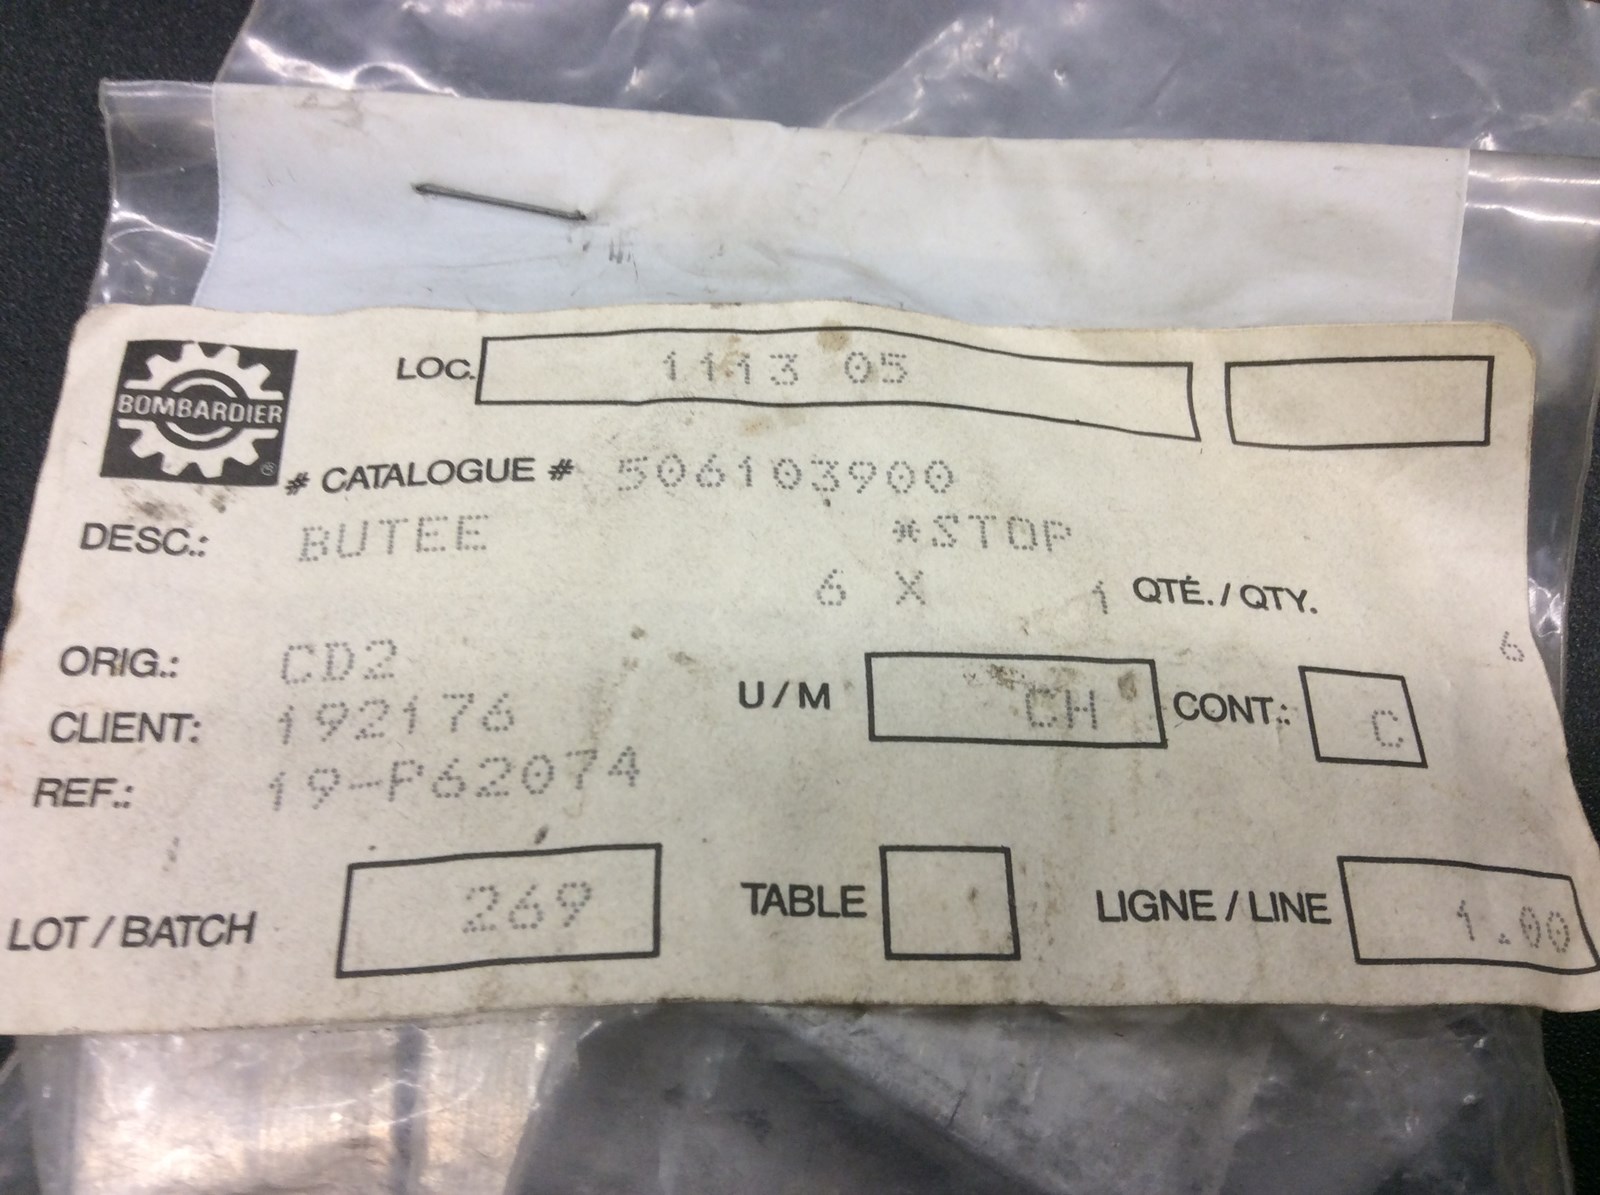 BOMBARDIER ®
LOC. 1113 05
# CATALOGUE # 506103900
DESC.: BUTEE *STOP
6 X 1 QTÉ. / QTY.
6
ORIG.: CD2
U / M CH CONT.: C
CLIENT: 192176
REF.: 19-P62074
LOT / BATCH 269 TABLE LIGNE / LINE 1.00